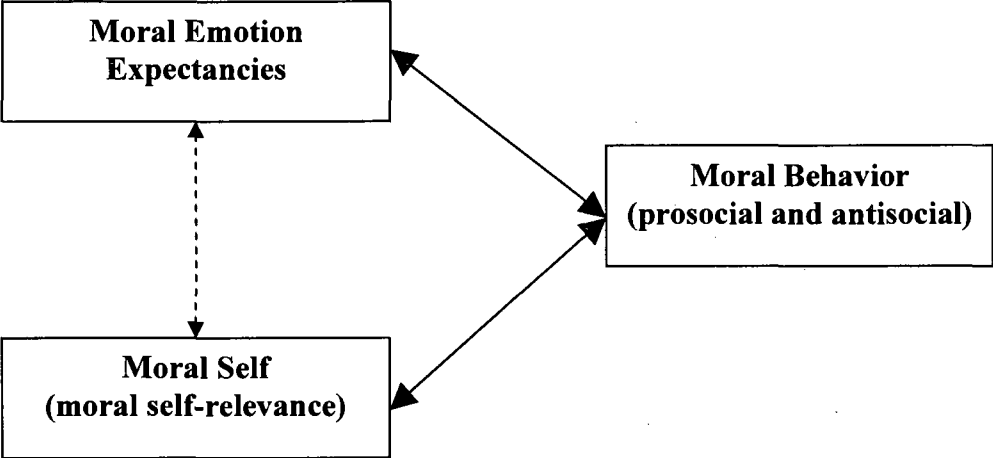 Moral Emotion
Expectancies
Moral Behavior
(prosocial and antisocial)
Moral Self
(moral self-relevance)